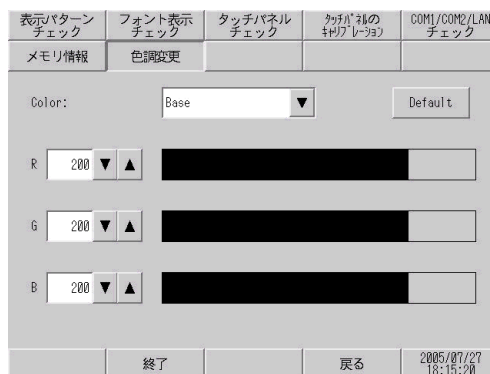 表示パターン フォント表示 タッチパネル タッチパネルの COM1/COM2/LAN
チェック チェック チェック キャリブレーション チェック
メモリ情報 色調変更
Color: Base ▼ Default
R 200 ▼ ▲
G 200 ▼ ▲
B 200 ▼ ▲
終了 戻る 2005/07/27
18:15:20